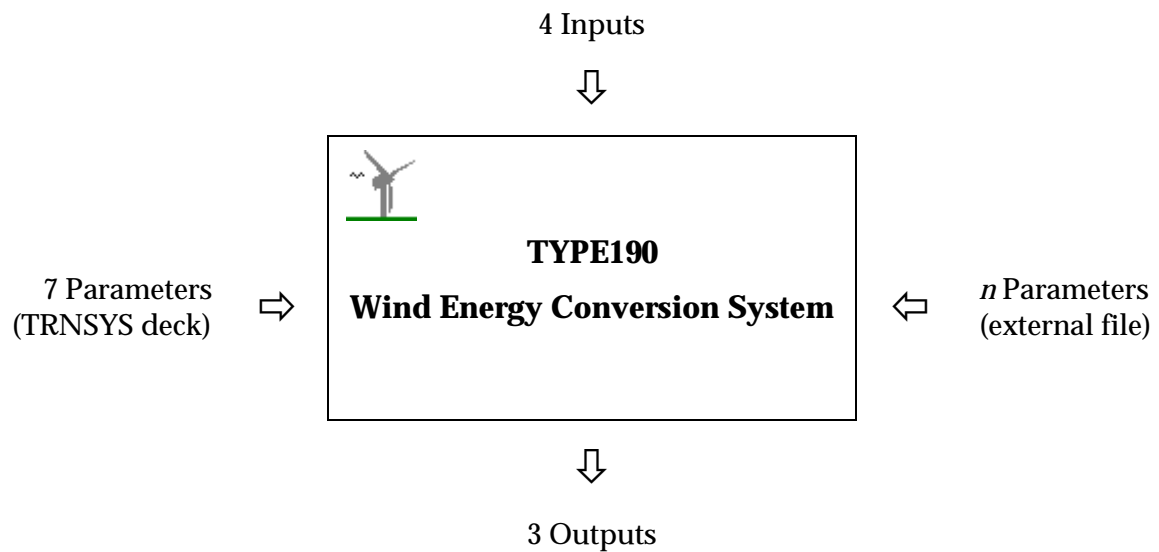 4 Inputs
TYPE190
Wind Energy Conversion System
7 Parameters
(TRNSYS deck)
n Parameters
(external file)
3 Outputs